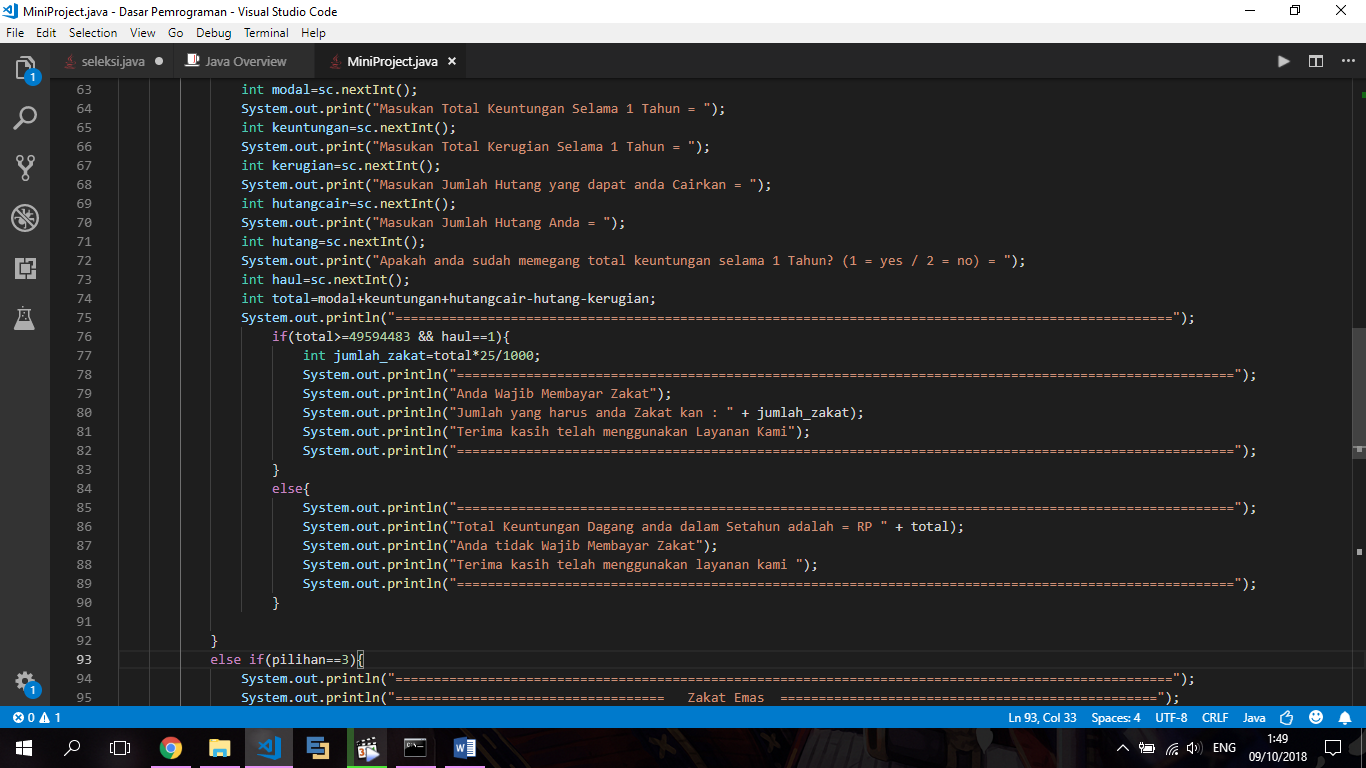 MiniProject.java - Dasar Pemrograman - Visual Studio Code
File Edit Selection View Go Debug Terminal Help
seleksi.java Java Overview MiniProject.java
63 int modal=sc.nextInt();
64 System.out.print("Masukan Total Keuntungan Selama 1 Tahun = ");
65 int keuntungan=sc.nextInt();
66 System.out.print("Masukan Total Kerugian Selama 1 Tahun = ");
67 int kerugian=sc.nextInt();
68 System.out.print("Masukan Jumlah Hutang yang dapat anda Cairkan = ");
69 int hutangcair=sc.nextInt();
70 System.out.print("Masukan Jumlah Hutang Anda = ");
71 int hutang=sc.nextInt();
72 System.out.print("Apakah anda sudah memegang total keuntungan selama 1 Tahun? (1 = yes / 2 = no) = ");
73 int haul=sc.nextInt();
74 int total=modal+keuntungan+hutangcair-hutang-kerugian;
75 System.out.println("=====================================================================================================");
76 if(total>=49594483 && haul==1){
77 int jumlah_zakat=total*25/1000;
78 System.out.println("=====================================================================================================");
79 System.out.println("Anda Wajib Membayar Zakat");
80 System.out.println("Jumlah yang harus anda Zakat kan : " + jumlah_zakat);
81 System.out.println("Terima kasih telah menggunakan Layanan Kami");
82 System.out.println("=====================================================================================================");
83 }
84 else{
85 System.out.println("=====================================================================================================");
86 System.out.println("Total Keuntungan Dagang anda dalam Setahun adalah = RP " + total);
87 System.out.println("Anda tidak Wajib Membayar Zakat");
88 System.out.println("Terima kasih telah menggunakan layanan kami ");
89 System.out.println("=====================================================================================================");
90 }
91
92 }
93 else if(pilihan==3){
94 System.out.println("=====================================================================================================");
95 System.out.println("===================================   Zakat Emas  =================================================");
1
1
0 1
Ln 93, Col 33 Spaces: 4 UTF-8 CRLF Java
ENG
1:49
09/10/2018